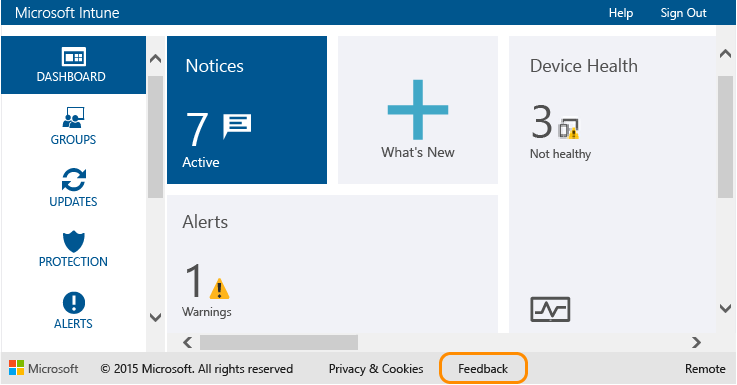 Microsoft Intune
Help
Sign Out
DASHBOARD
GROUPS
UPDATES
PROTECTION
ALERTS
Notices
7
Active
What's New
Device Health
3
Not healthy
Alerts
1
Warnings
Microsoft
© 2015 Microsoft. All rights reserved
Privacy & Cookies
Feedback
Remote